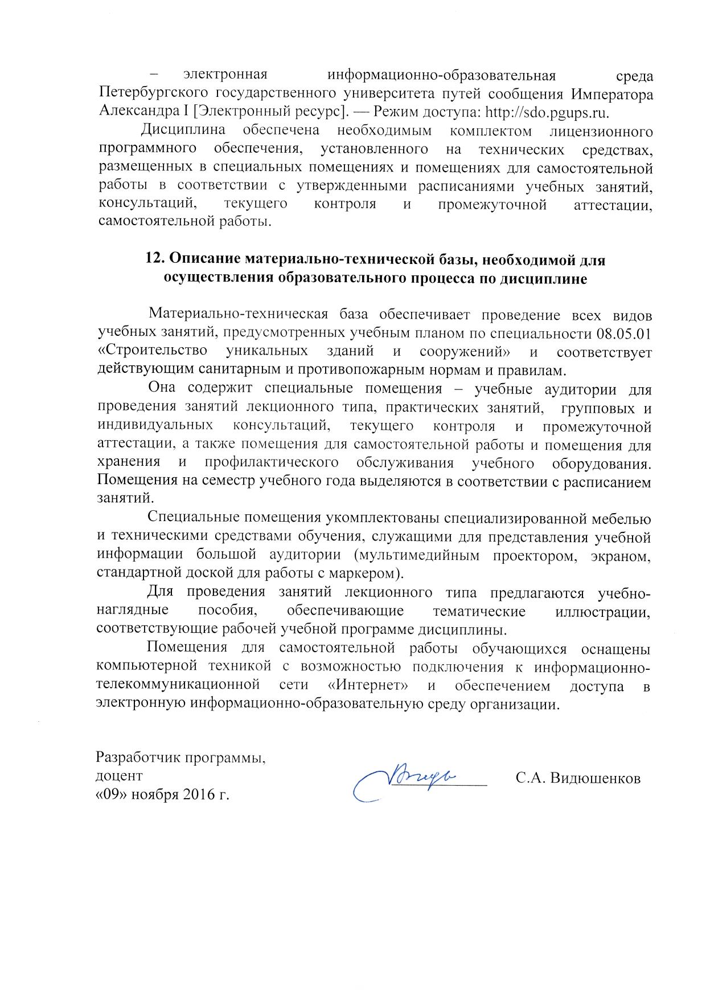 – электронная информационно-образовательная среда
Петербургского государственного университета путей сообщения Императора
Александра I [Электронный ресурс]. — Режим доступа: http://sdo.pgups.ru.
Дисциплина обеспечена необходимым комплектом лицензионного
программного обеспечения, установленного на технических средствах,
размещенных в специальных помещениях и помещениях для самостоятельной
работы в соответствии с утвержденными расписаниями учебных занятий,
консультаций, текущего контроля и промежуточной аттестации,
самостоятельной работы.
12. Описание материально-технической базы, необходимой для
осуществления образовательного процесса по дисциплине
Материально-техническая база обеспечивает проведение всех видов
учебных занятий, предусмотренных учебным планом по специальности 08.05.01
«Строительство уникальных зданий и сооружений» и соответствует
действующим санитарным и противопожарным нормам и правилам.
Она содержит специальные помещения – учебные аудитории для
проведения занятий лекционного типа, практических занятий, групповых и
индивидуальных консультаций, текущего контроля и промежуточной
аттестации, а также помещения для самостоятельной работы и помещения для
хранения и профилактического обслуживания учебного оборудования.
Помещения на семестр учебного года выделяются в соответствии с расписанием
занятий.
Специальные помещения укомплектованы специализированной мебелью
и техническими средствами обучения, служащими для представления учебной
информации большой аудитории (мультимедийным проектором, экраном,
стандартной доской для работы с маркером).
Для проведения занятий лекционного типа предлагаются учебно-
наглядные пособия, обеспечивающие тематические иллюстрации,
соответствующие рабочей учебной программе дисциплины.
Помещения для самостоятельной работы обучающихся оснащены
компьютерной техникой с возможностью подключения к информационно-
телекоммуникационной сети «Интернет» и обеспечением доступа в
электронную информационно-образовательную среду организации.
Разработчик программы,
доцент С.А. Видюшенков
«09» ноября 2016 г.